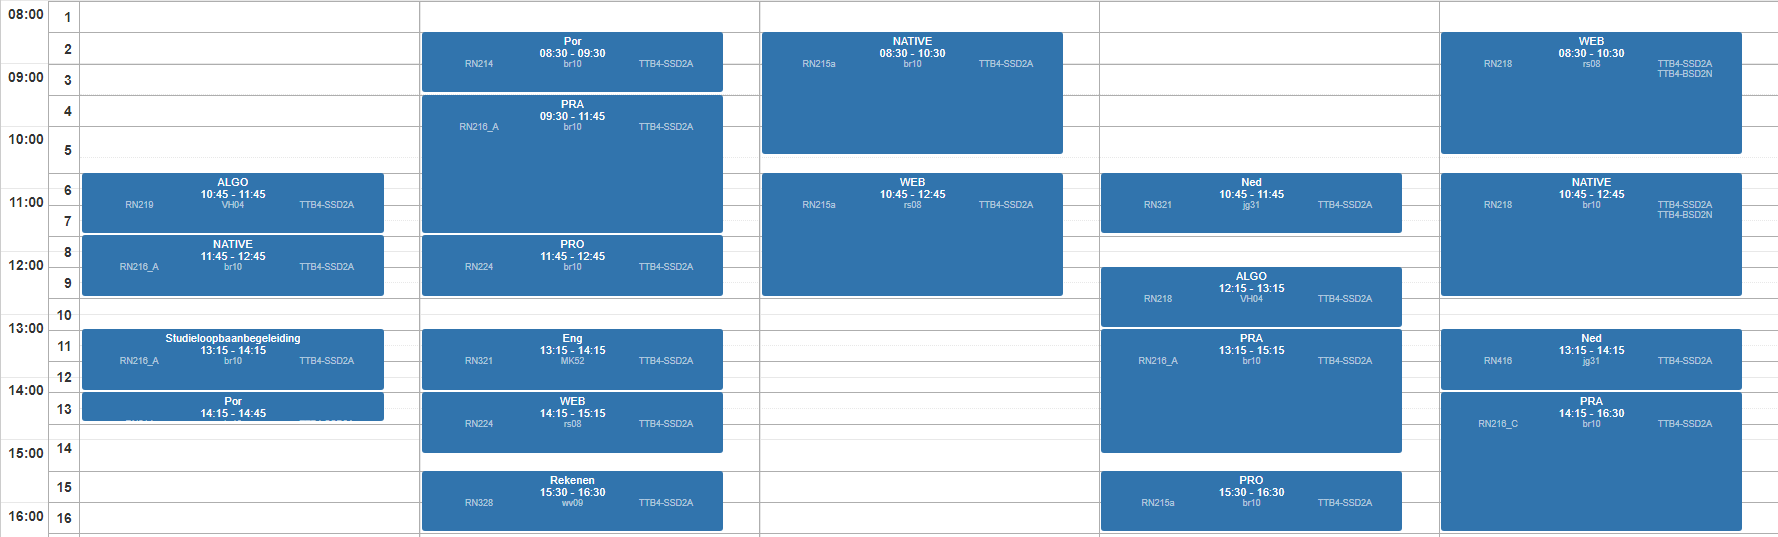 08:00
09:00
10:00
11:00
12:00
13:00
14:00
15:00
16:00
1
2
3
4
5
6
7
8
9
10
11
12
13
14
15
16
ALGO
10:45 - 11:45
RN219 VH04 TTB4-SSD2A
NATIVE
11:45 - 12:45
RN216_A br10 TTB4-SSD2A
Studieloopbaanbegeleiding
13:15 - 14:15
RN216_A br10 TTB4-SSD2A
Por
14:15 - 14:45
Por
08:30 - 09:30
RN214 br10 TTB4-SSD2A
PRA
09:30 - 11:45
RN216_A br10 TTB4-SSD2A
PRO
11:45 - 12:45
RN224 br10 TTB4-SSD2A
Eng
13:15 - 14:15
RN321 MK52 TTB4-SSD2A
WEB
14:15 - 15:15
RN224 rs08 TTB4-SSD2A
Rekenen
15:30 - 16:30
RN328 wv09 TTB4-SSD2A
NATIVE
08:30 - 10:30
RN215a br10 TTB4-SSD2A
WEB
10:45 - 12:45
RN215a rs08 TTB4-SSD2A
Ned
10:45 - 11:45
RN321 jg31 TTB4-SSD2A
ALGO
12:15 - 13:15
RN218 VH04 TTB4-SSD2A
PRA
13:15 - 15:15
RN216_A br10 TTB4-SSD2A
PRO
15:30 - 16:30
RN215a br10 TTB4-SSD2A
WEB
08:30 - 10:30
RN218 rs08 TTB4-SSD2A
TTB4-BSD2N
NATIVE
10:45 - 12:45
RN218 br10 TTB4-SSD2A
TTB4-BSD2N
Ned
13:15 - 14:15
RN416 jg31 TTB4-SSD2A
PRA
14:15 - 16:30
RN216_C br10 TTB4-SSD2A